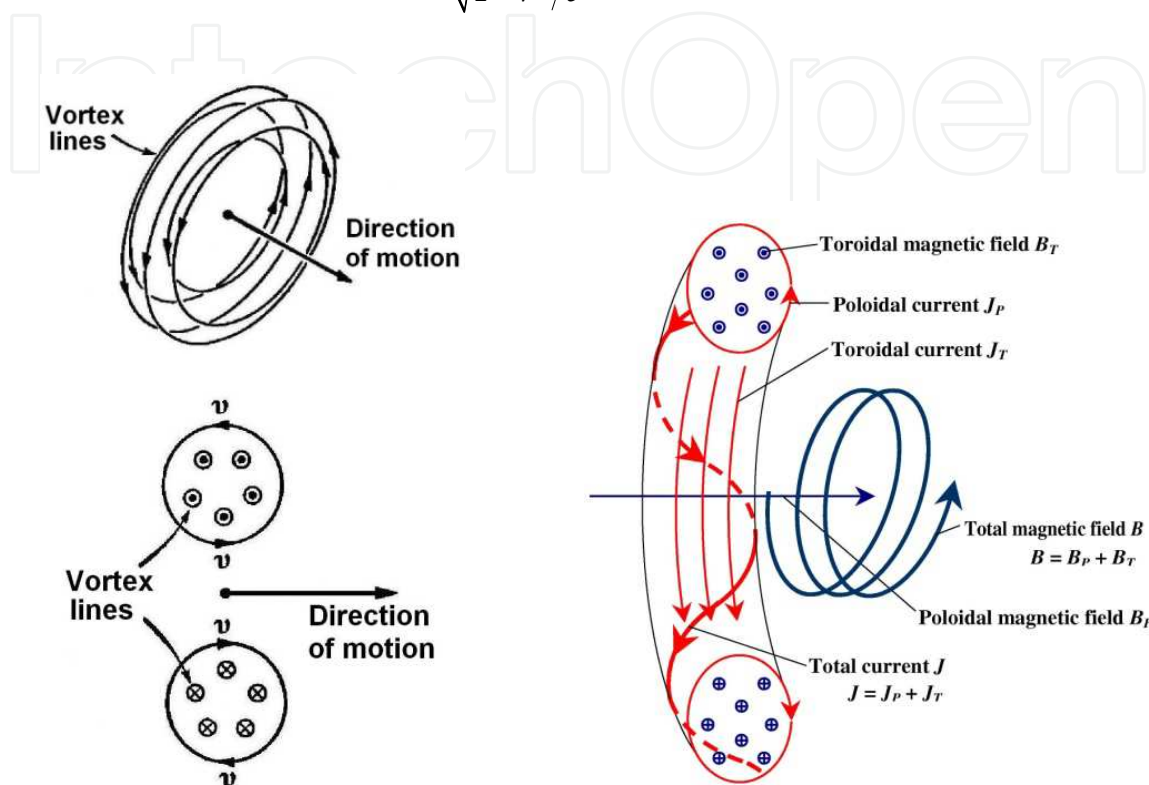 IntechOpen
Vortex
lines
Direction
of motion
υ
υ
Vortex
lines
Direction
of motion
υ
υ
Toroidal magnetic field B_T
Poloidal current J_P
Toroidal current J_T
Total magnetic field B
B = B_P + B_T
Poloidal magnetic field
Total current J
J = J_P + J_T